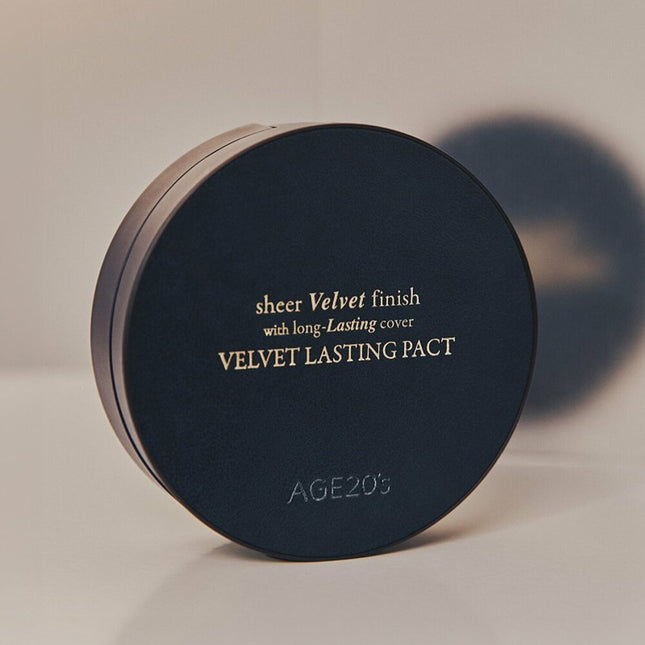 sheer Velvet finish
with long-Lasting cover
VELVET LASTING PACT
AGE20's